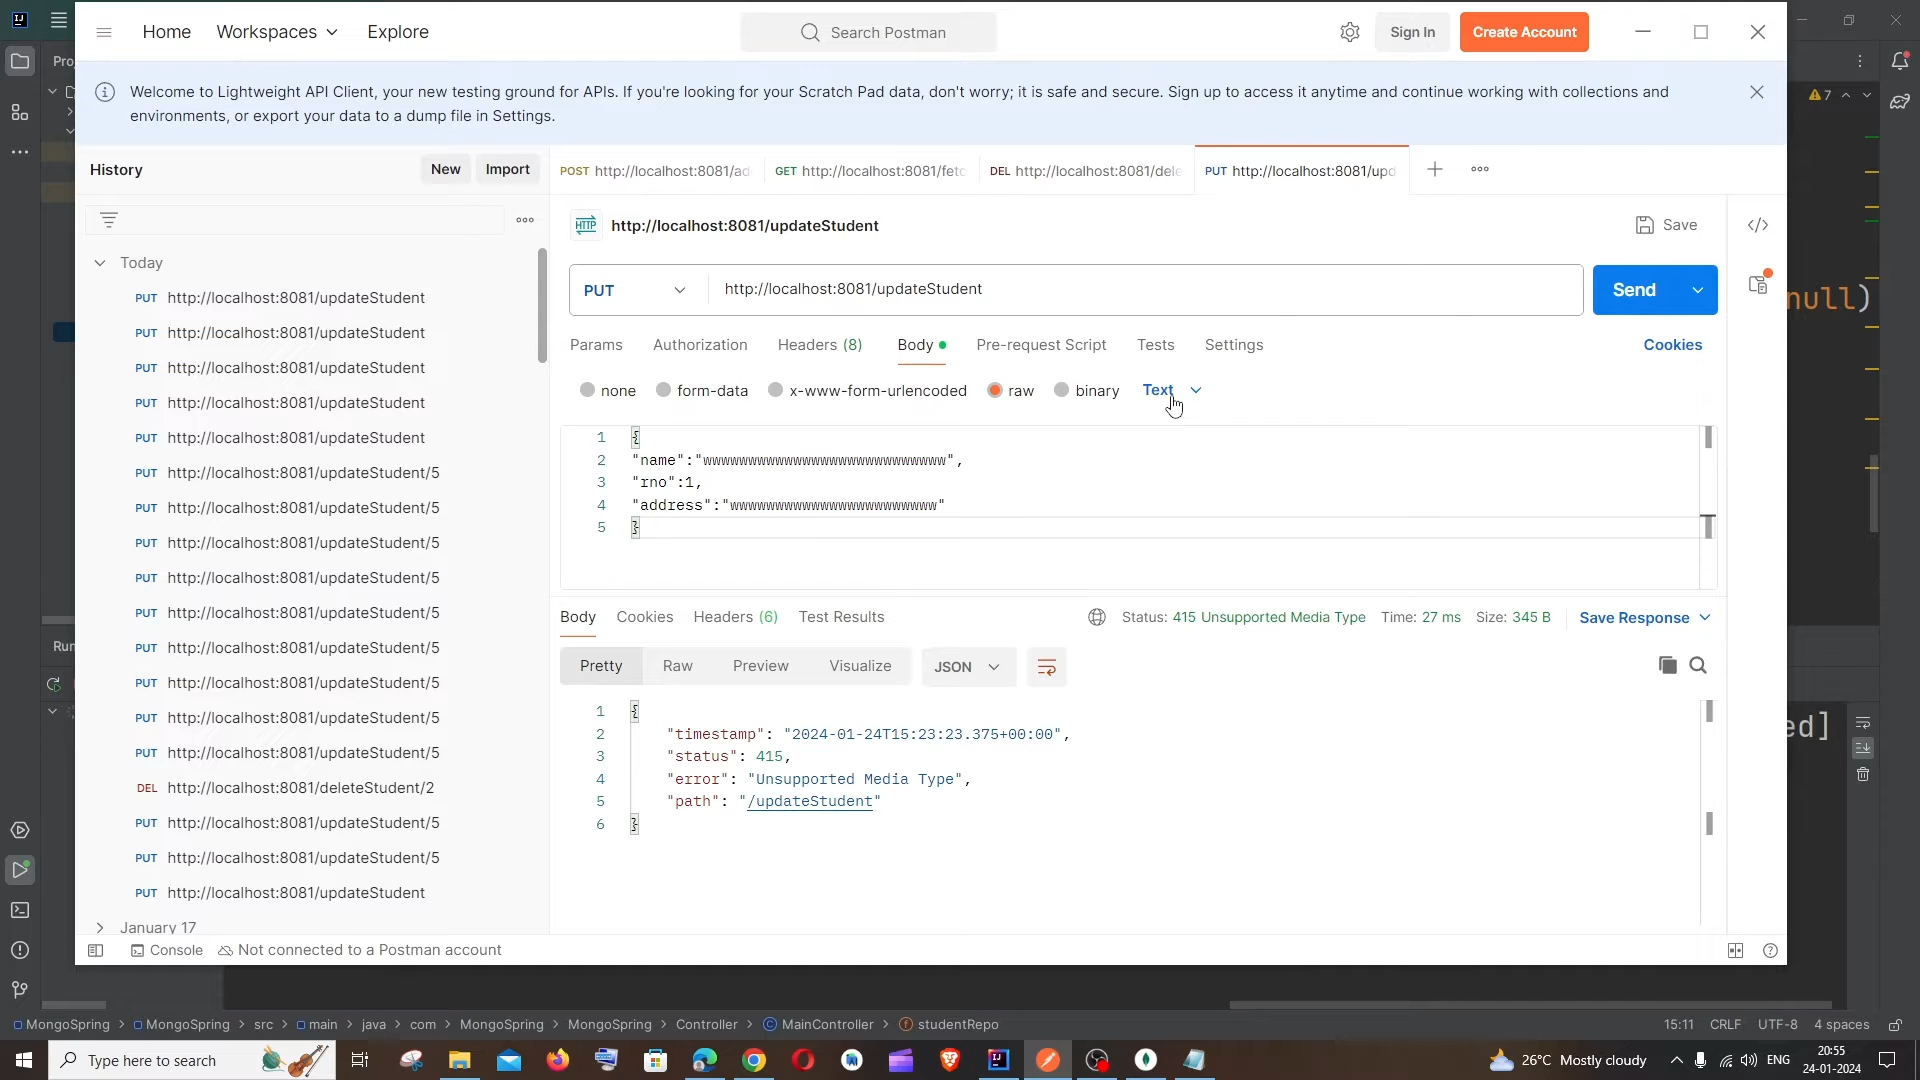 Home Workspaces Explore Search Postman Sign In Create Account
Welcome to Lightweight API Client, your new testing ground for APIs. If you're looking for your Scratch Pad data, don't worry; it is safe and secure. Sign up to access it anytime and continue working with collections and
environments, or export your data to a dump file in Settings.
7
History New Import POST http://localhost:8081/ad GET http://localhost:8081/fetc DEL http://localhost:8081/dele PUT http://localhost:8081/upd
HTTP http://localhost:8081/updateStudent Save
Today
PUT http://localhost:8081/updateStudent
PUT http://localhost:8081/updateStudent
PUT http://localhost:8081/updateStudent
PUT http://localhost:8081/updateStudent
PUT http://localhost:8081/updateStudent
PUT http://localhost:8081/updateStudent/5
PUT http://localhost:8081/updateStudent/5
PUT http://localhost:8081/updateStudent/5
PUT http://localhost:8081/updateStudent/5
PUT http://localhost:8081/updateStudent/5
PUT http://localhost:8081/updateStudent/5
PUT http://localhost:8081/updateStudent/5
PUT http://localhost:8081/updateStudent/5
PUT http://localhost:8081/updateStudent/5
DEL http://localhost:8081/deleteStudent/2
PUT http://localhost:8081/updateStudent/5
PUT http://localhost:8081/updateStudent/5
PUT http://localhost:8081/updateStudent
January 17
PUT http://localhost:8081/updateStudent Send
null)
Params Authorization Headers (8) Body Pre-request Script Tests Settings Cookies
none form-data x-www-form-urlencoded raw binary Text
1 {
2 "name":"wwwwwwwwwwwwwwwwwwwwwwwwwww",
3 "rno":1,
4 "address":"wwwwwwwwwwwwwwwwwwwwwww"
5 }
Body Cookies Headers (6) Test Results Status: 415 Unsupported Media Type Time: 27 ms Size: 345 B Save Response
Pretty Raw Preview Visualize JSON
1 {
2 "timestamp": "2024-01-24T15:23:23.375+00:00",
3 "status": 415,
4 "error": "Unsupported Media Type",
5 "path": "/updateStudent"
6 }
ed]
Console Not connected to a Postman account
MongoSpring MongoSpring src main java com MongoSpring MongoSpring Controller MainController studentRepo 15:11 CRLF UTF-8 4 spaces
Type here to search 26°C Mostly cloudy ENG 20:55
24-01-2024